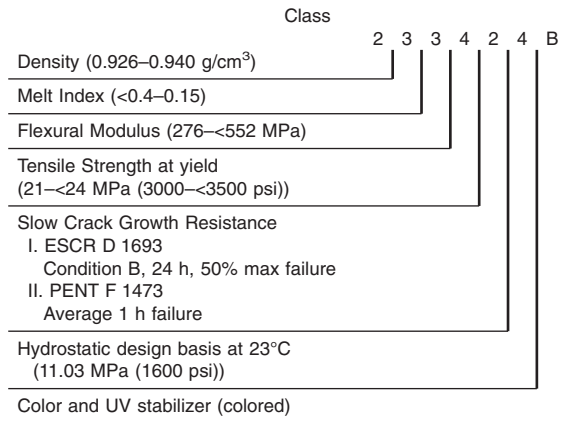 Class
2 3 3 4 2 4 B
Density (0.926–0.940 g/cm³)
Melt Index (<0.4–0.15)
Flexural Modulus (276–<552 MPa)
Tensile Strength at yield
(21–<24 MPa (3000–<3500 psi))
Slow Crack Growth Resistance
I. ESCR D 1693
Condition B, 24 h, 50% max failure
II. PENT F 1473
Average 1 h failure
Hydrostatic design basis at 23°C
(11.03 MPa (1600 psi))
Color and UV stabilizer (colored)